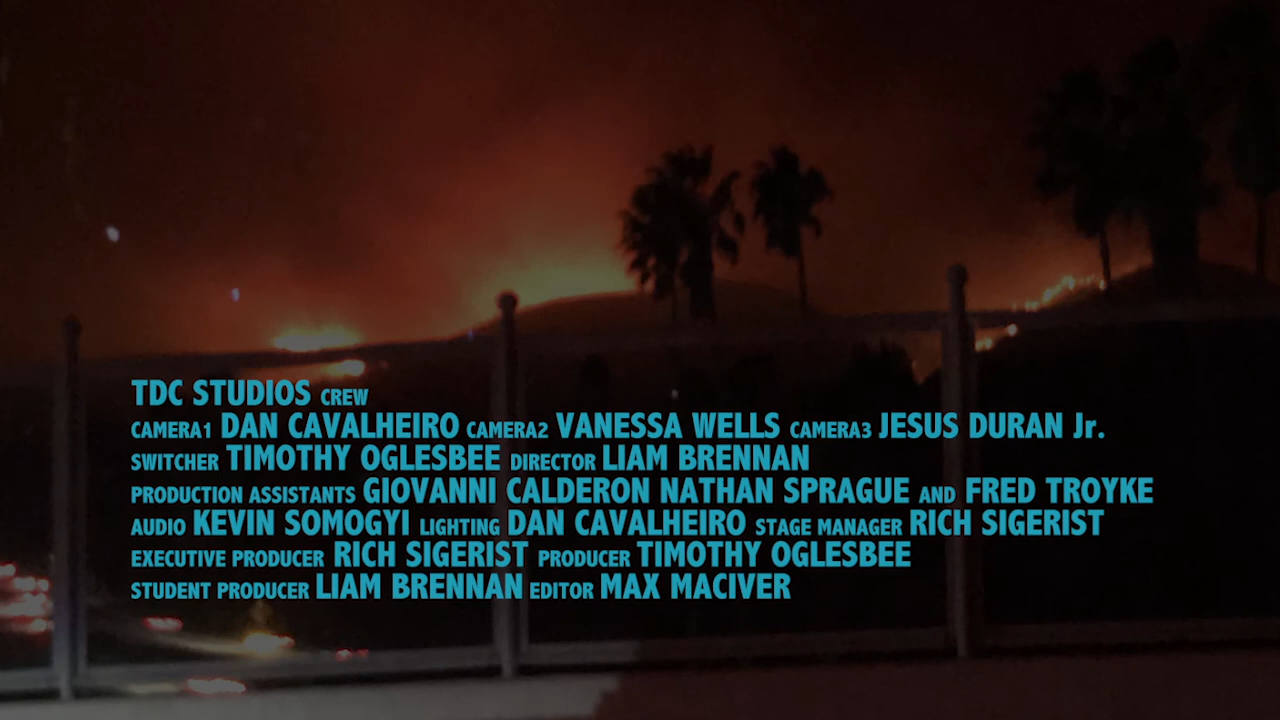 TDC STUDIOS CREW
CAMERA1 DAN CAVALHEIRO CAMERA2 VANESSA WELLS CAMERA3 JESUS DURAN Jr.
SWITCHER TIMOTHY OGLESBEE DIRECTOR LIAM BRENNAN
PRODUCTION ASSISTANTS GIOVANNI CALDERON NATHAN SPRAGUE AND FRED TROYKE
AUDIO KEVIN SOMOGYI LIGHTING DAN CAVALHEIRO STAGE MANAGER RICH SIGERIST
EXECUTIVE PRODUCER RICH SIGERIST PRODUCER TIMOTHY OGLESBEE
STUDENT PRODUCER LIAM BRENNAN EDITOR MAX MACIVER